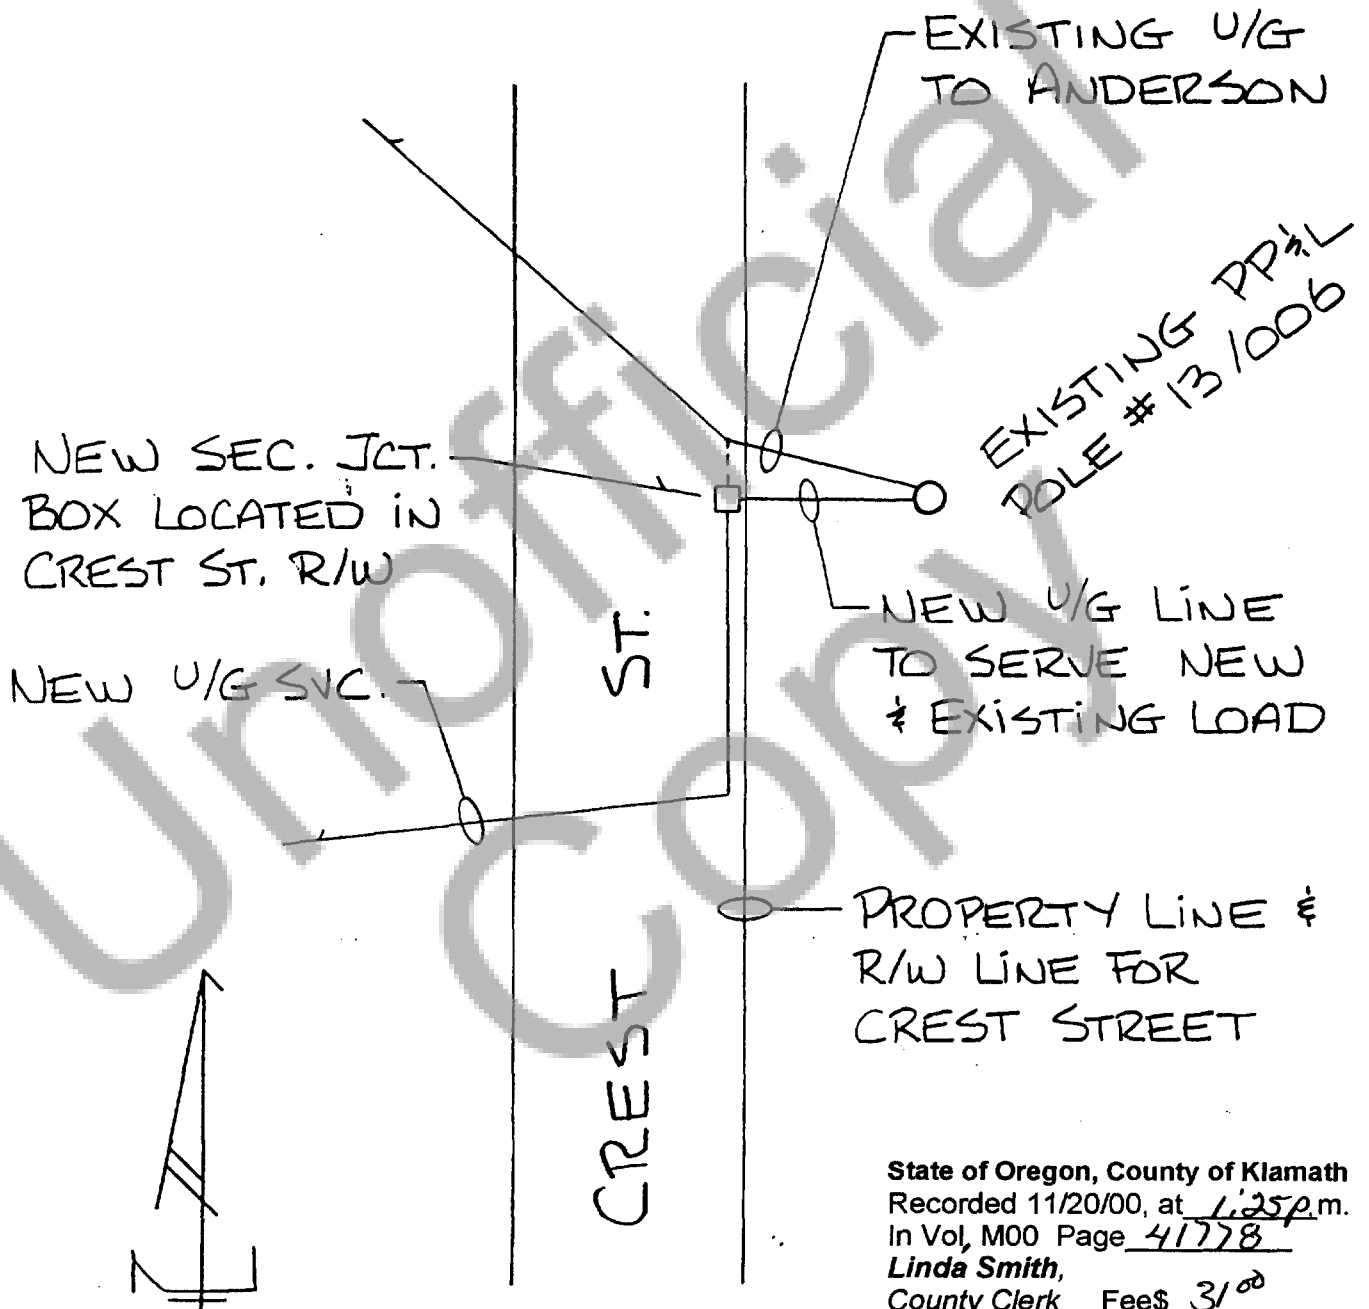 EXISTING U/G
TO ANDERSON
EXISTING PP&L
POLE # 13/006
NEW SEC. JCT.
BOX LOCATED IN
CREST ST. R/W
NEW U/G LINE
TO SERVE NEW
& EXISTING LOAD
NEW U/G SVC.
CREST ST.
PROPERTY LINE &
R/W LINE FOR
CREST STREET
N
Unofficial
Copy
State of Oregon, County of Klamath
Recorded 11/20/00, at 1:25 p.m.
In Vol, M00 Page 41778
Linda Smith,
County Clerk Fee$ 31 00